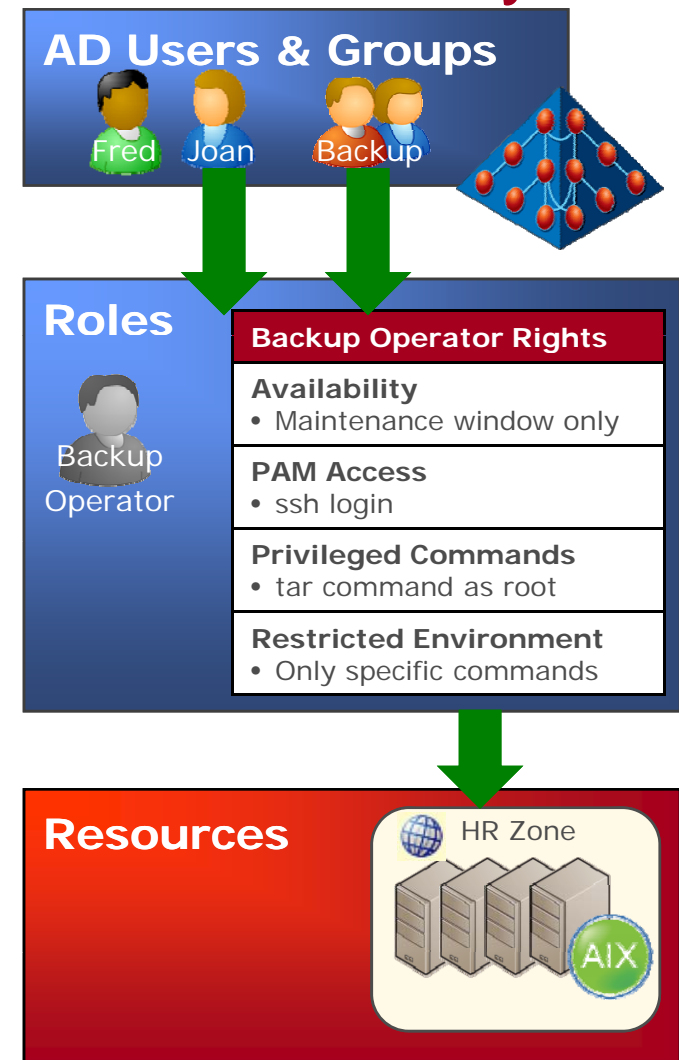 AD Users & Groups
Fred Joan Backup
Roles
Backup
Operator
Backup Operator Rights
Availability
• Maintenance window only
PAM Access
• ssh login
Privileged Commands
• tar command as root
Restricted Environment
• Only specific commands
Resources
HR Zone
AIX